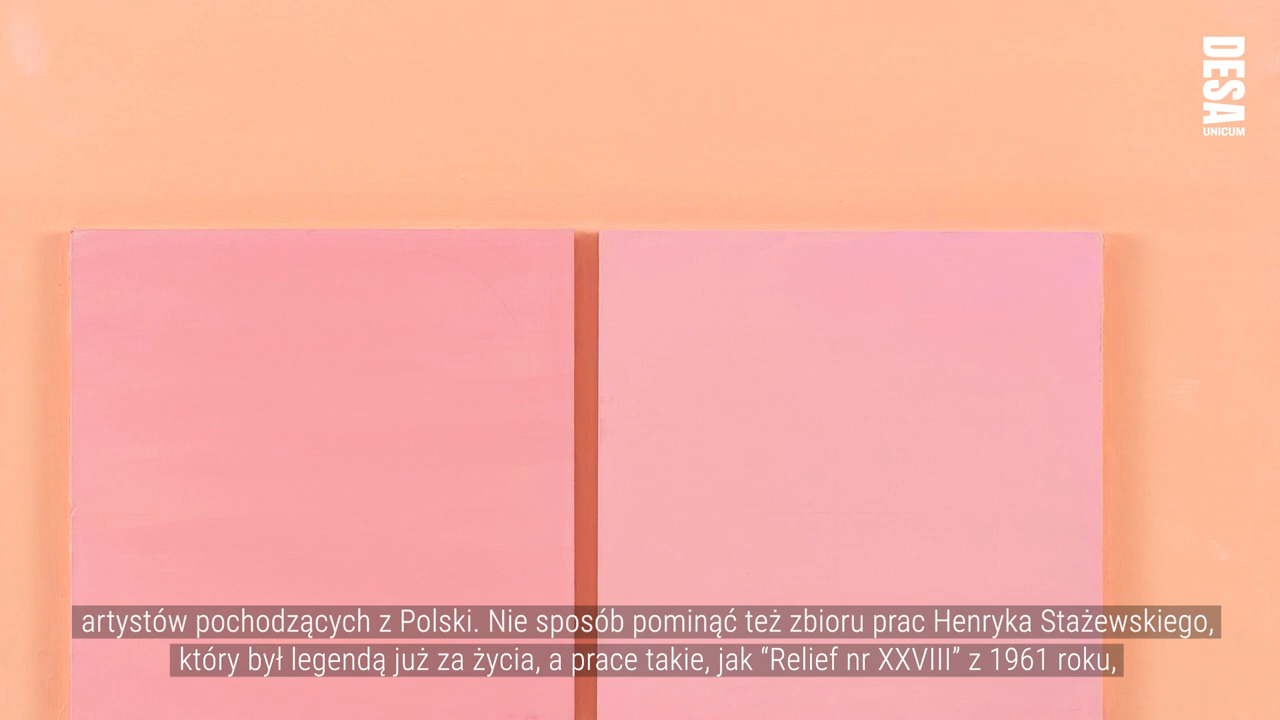 DESA
UNICUM
artystów pochodzących z Polski. Nie sposób pominąć też zbioru prac Henryka Stażewskiego,
który był legendą już za życia, a prace takie, jak “Relief nr XXVIII” z 1961 roku,